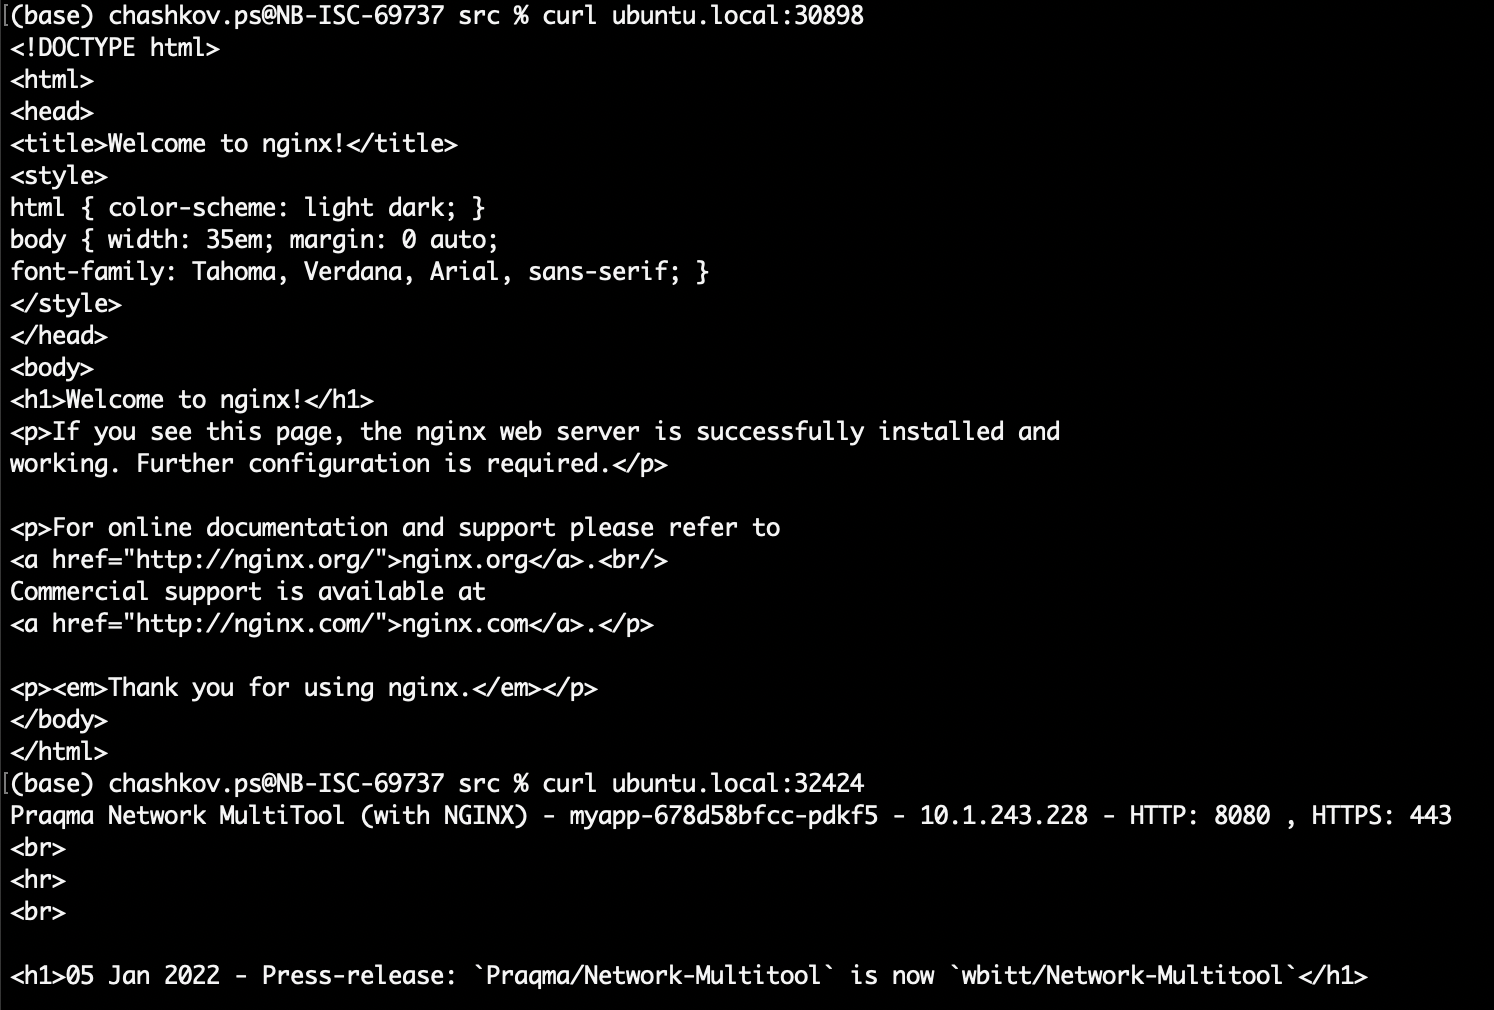 (base) chashkov.ps@NB-ISC-69737 src % curl ubuntu.local:30898
<!DOCTYPE html>
<html>
<head>
<title>Welcome to nginx!</title>
<style>
html { color-scheme: light dark; }
body { width: 35em; margin: 0 auto;
font-family: Tahoma, Verdana, Arial, sans-serif; }
</style>
</head>
<body>
<h1>Welcome to nginx!</h1>
<p>If you see this page, the nginx web server is successfully installed and
working. Further configuration is required.</p>

<p>For online documentation and support please refer to
<a href="http://nginx.org/">nginx.org</a>.<br/>
Commercial support is available at
<a href="http://nginx.com/">nginx.com</a>.</p>

<p><em>Thank you for using nginx.</em></p>
</body>
</html>
(base) chashkov.ps@NB-ISC-69737 src % curl ubuntu.local:32424
Praqma Network MultiTool (with NGINX) - myapp-678d58bfcc-pdkf5 - 10.1.243.228 - HTTP: 8080 , HTTPS: 443
<br>
<hr>
<br>

<h1>05 Jan 2022 - Press-release: `Praqma/Network-Multitool` is now `wbitt/Network-Multitool`</h1>